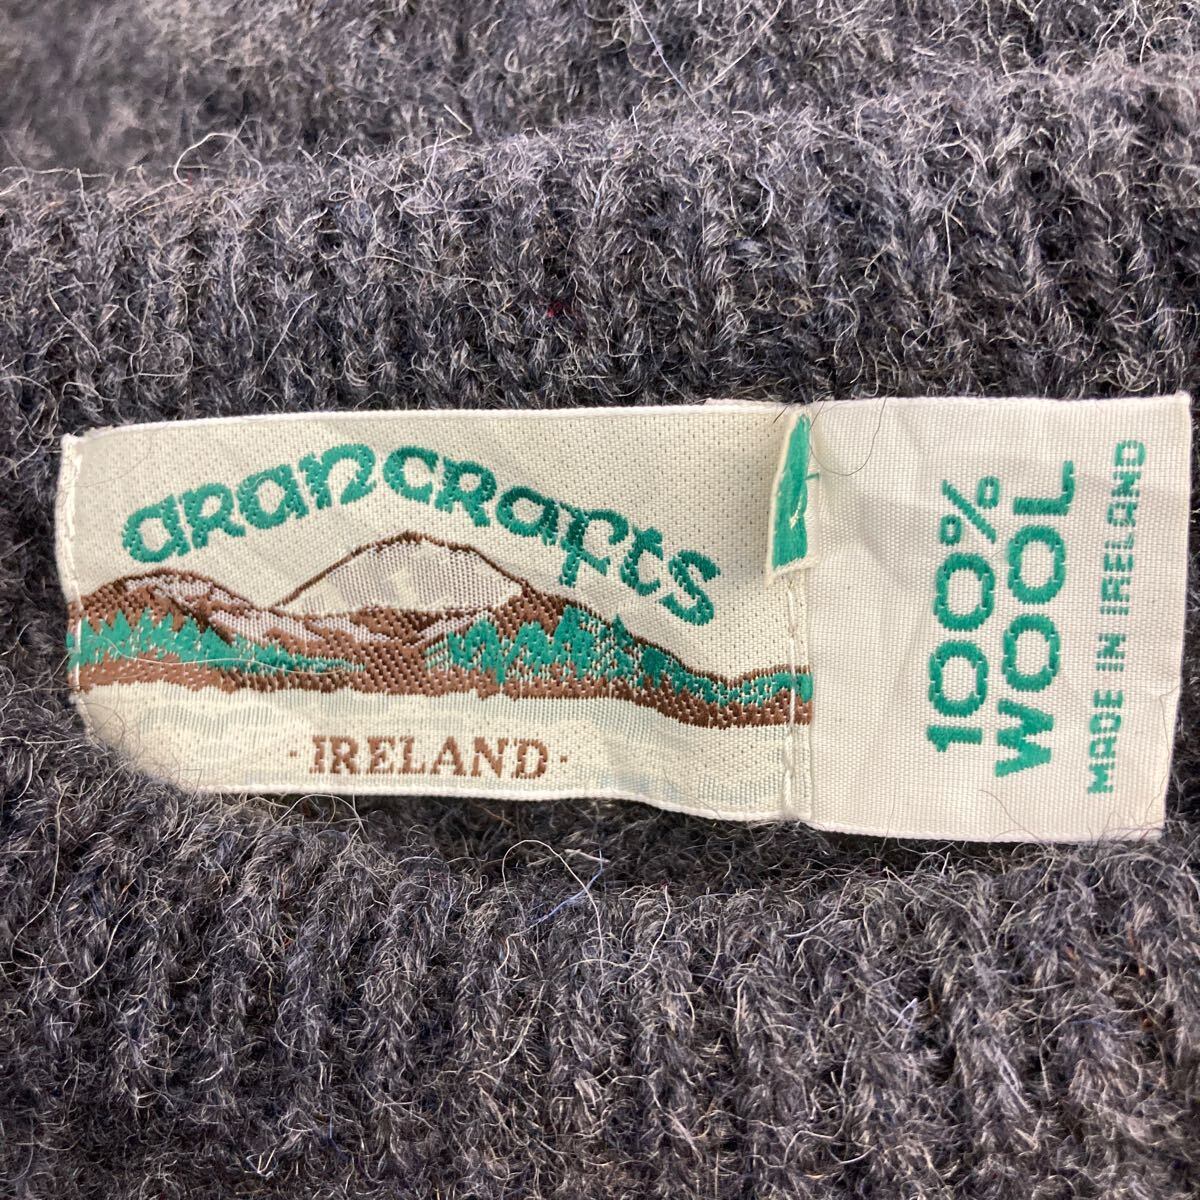 arancrafts
· IRELAND ·
100%
WOOL
MADE IN IRELAND